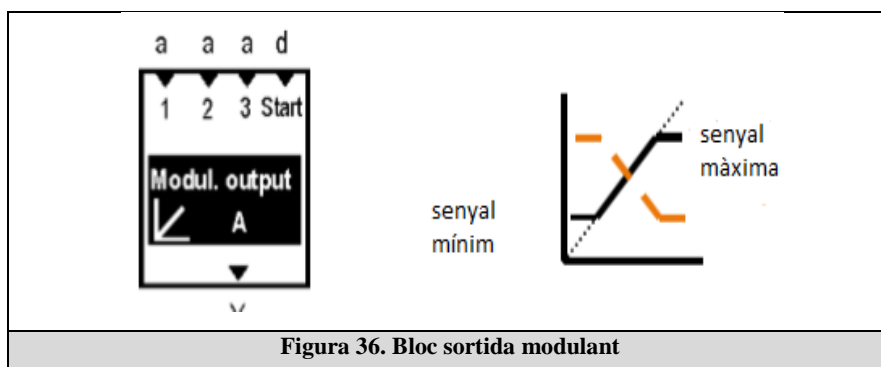 a a a d
1 2 3 Start
Modul. output
A
senyal
màxima
senyal
mínim
Figura 36. Bloc sortida modulant